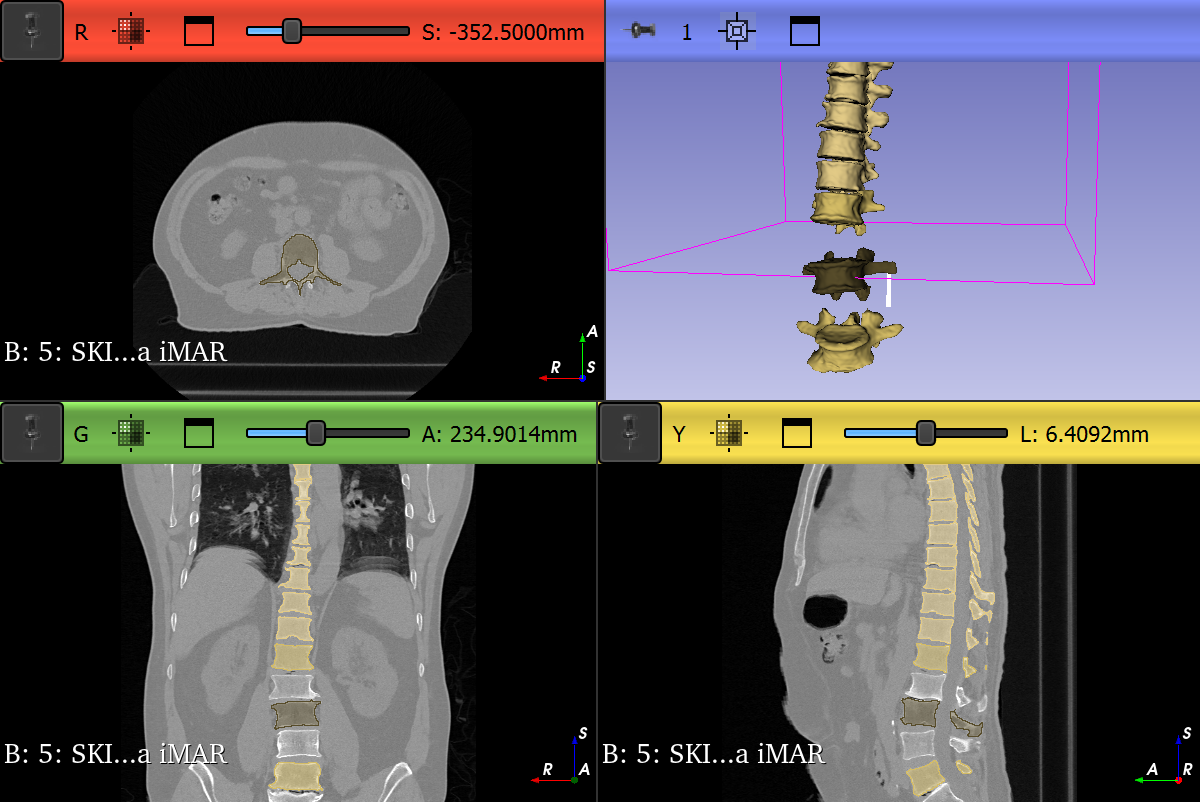 R S: -352.5000mm
1
A
R S
B: 5: SKI...a iMAR
G A: 234.9014mm
Y L: 6.4092mm
S
R A
B: 5: SKI...a iMAR
S
A R
B: 5: SKI...a iMAR